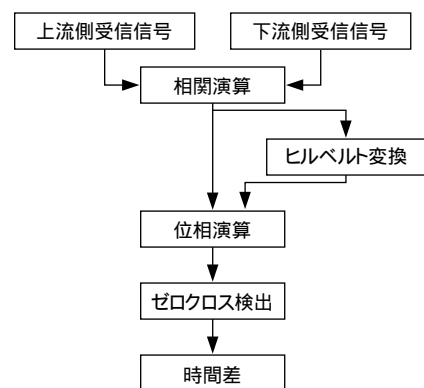 上流側受信信号
下流側受信信号
相関演算
ヒルベルト変換
位相演算
ゼロクロス検出
時間差